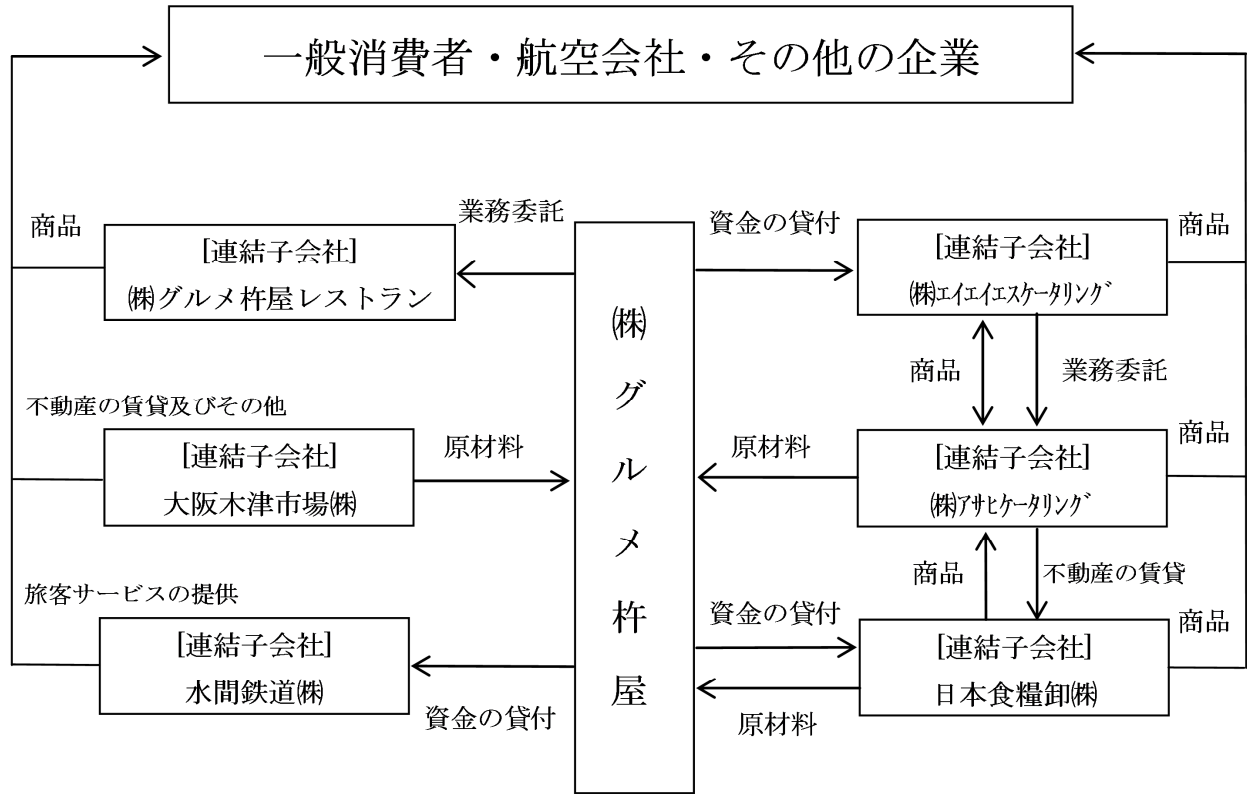 一般消費者・航空会社・その他の企業
商品
業務委託
[連結子会社]
㈱グルメ杵屋レストラン
不動産の賃貸及びその他
[連結子会社]
大阪木津市場㈱
原材料
旅客サービスの提供
[連結子会社]
水間鉄道㈱
資金の貸付
㈱グルメ杵屋
資金の貸付
[連結子会社]
㈱ｴｲｴｲｴｽｹｰﾀﾘﾝｸﾞ
商品
商品
業務委託
原材料
[連結子会社]
㈱ｱｻﾋｹｰﾀﾘﾝｸﾞ
商品
商品
不動産の賃貸
資金の貸付
[連結子会社]
日本食糧卸㈱
商品
原材料